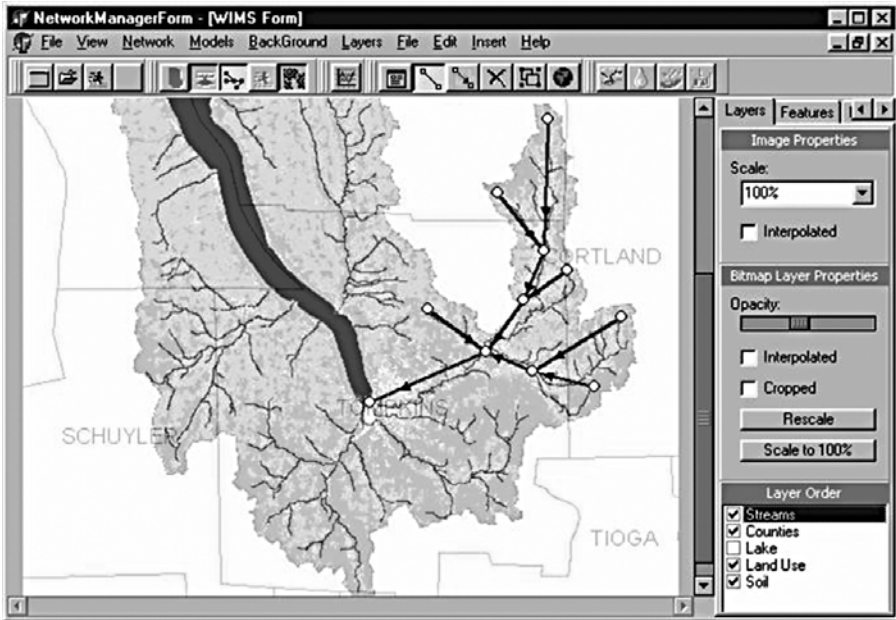 NetworkManagerForm - [WIMS Form]
File View Network Models BackGround Layers File Edit Insert Help
Layers Features
Image Properties
Scale:
100%
Interpolated
Bitmap Layer Properties
Opacity:
Interpolated
Cropped
Rescale
Scale to 100%
Layer Order
Streams
Counties
Lake
Land Use
Soil
CORTLAND
TOMPKINS
SCHUYLER
TIOGA